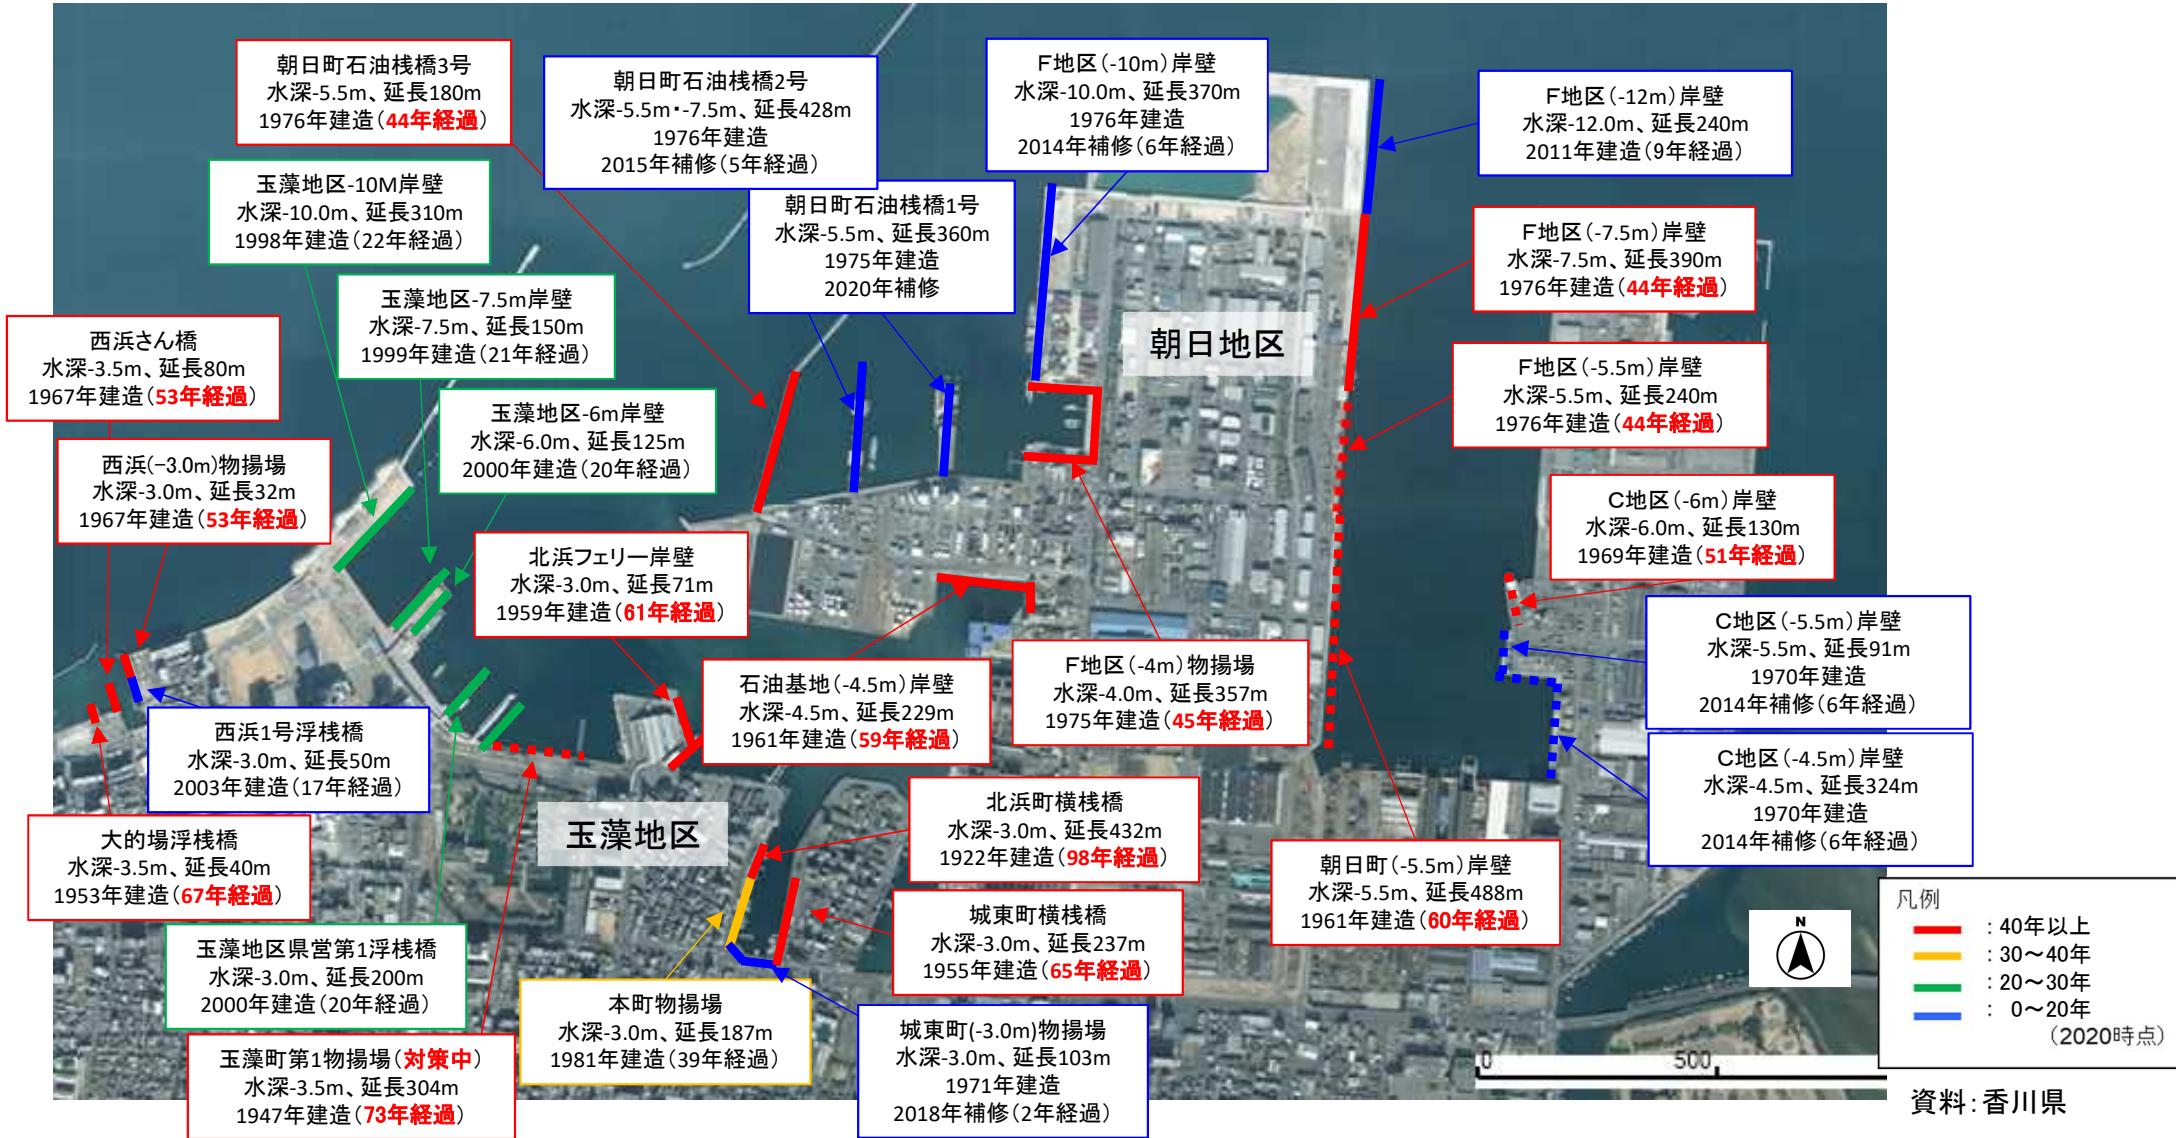 朝日町石油桟橋3号
水深-5.5m、延長180m
1976年建造(44年経過)
朝日町石油桟橋2号
水深-5.5m・-7.5m、延長428m
1976年建造
2015年補修(5年経過)
F地区(-10m)岸壁
水深-10.0m、延長370m
1976年建造
2014年補修(6年経過)
F地区(-12m)岸壁
水深-12.0m、延長240m
2011年建造(9年経過)
玉藻地区-10M岸壁
水深-10.0m、延長310m
1998年建造(22年経過)
朝日町石油桟橋1号
水深-5.5m、延長360m
1975年建造
2020年補修
F地区(-7.5m)岸壁
水深-7.5m、延長390m
1976年建造(44年経過)
玉藻地区-7.5m岸壁
水深-7.5m、延長150m
1999年建造(21年経過)
西浜さん橋
水深-3.5m、延長80m
1967年建造(53年経過)
朝日地区
F地区(-5.5m)岸壁
水深-5.5m、延長240m
1976年建造(44年経過)
玉藻地区-6m岸壁
水深-6.0m、延長125m
2000年建造(20年経過)
西浜(-3.0m)物揚場
水深-3.0m、延長32m
1967年建造(53年経過)
C地区(-6m)岸壁
水深-6.0m、延長130m
1969年建造(51年経過)
北浜フェリー岸壁
水深-3.0m、延長71m
1959年建造(61年経過)
C地区(-5.5m)岸壁
水深-5.5m、延長91m
1970年建造
2014年補修(6年経過)
石油基地(-4.5m)岸壁
水深-4.5m、延長229m
1961年建造(59年経過)
F地区(-4m)物揚場
水深-4.0m、延長357m
1975年建造(45年経過)
西浜1号浮桟橋
水深-3.0m、延長50m
2003年建造(17年経過)
C地区(-4.5m)岸壁
水深-4.5m、延長324m
1970年建造
2014年補修(6年経過)
大的場浮桟橋
水深-3.5m、延長40m
1953年建造(67年経過)
玉藻地区
北浜町横桟橋
水深-3.0m、延長432m
1922年建造(98年経過)
朝日町(-5.5m)岸壁
水深-5.5m、延長488m
1961年建造(60年経過)
城東町横桟橋
水深-3.0m、延長237m
1955年建造(65年経過)
玉藻地区県営第1浮桟橋
水深-3.0m、延長200m
2000年建造(20年経過)
本町物揚場
水深-3.0m、延長187m
1981年建造(39年経過)
城東町(-3.0m)物揚場
水深-3.0m、延長103m
1971年建造
2018年補修(2年経過)
玉藻町第1物揚場(対策中)
水深-3.5m、延長304m
1947年建造(73年経過)
N
凡例
:40年以上
:30～40年
:20～30年
: 0～20年
(2020時点)
0 500
資料:香川県